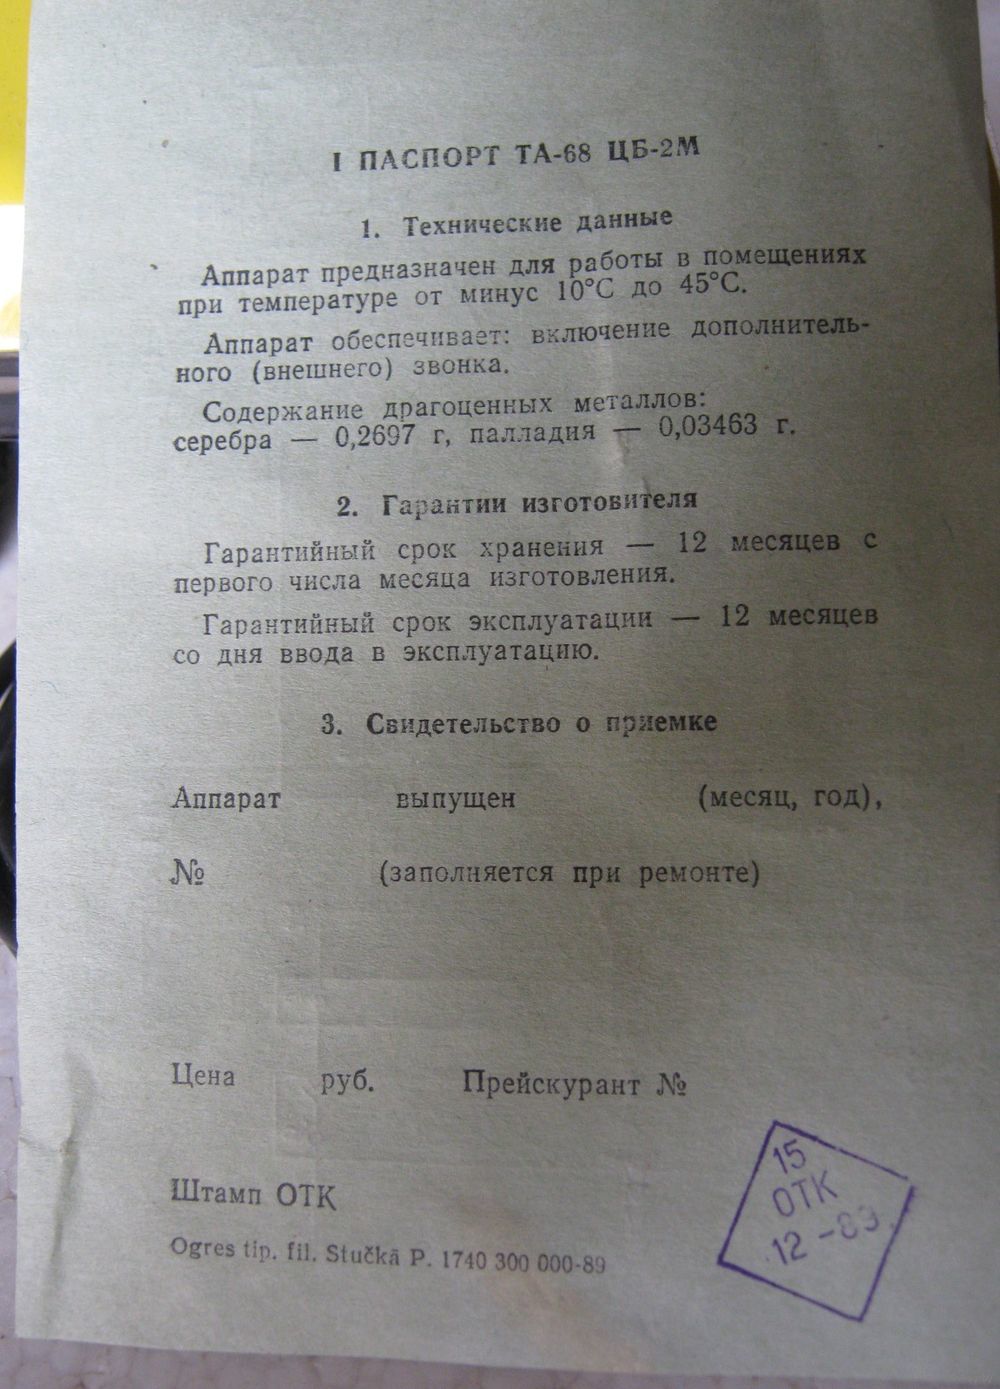 I ПАСПОРТ ТА-68 ЦБ-2М
1. Технические данные
Аппарат предназначен для работы в помещениях
при температуре от минус 10°С до 45°С.
Аппарат обеспечивает: включение дополнитель-
ного (внешнего) звонка.
Содержание драгоценных металлов:
серебра — 0,2697 г, палладия — 0,03463 г.
2. Гарантии изготовителя
Гарантийный срок хранения — 12 месяцев с
первого числа месяца изготовления.
Гарантийный срок эксплуатации — 12 месяцев
со дня ввода в эксплуатацию.
3. Свидетельство о приемке
Аппарат выпущен (месяц, год),
№ (заполняется при ремонте)
Цена руб. Прейскурант №
Штамп ОТК
Ogres tip. fil. Stučkā P. 1740 300 000-89
15
ОТК
12-89